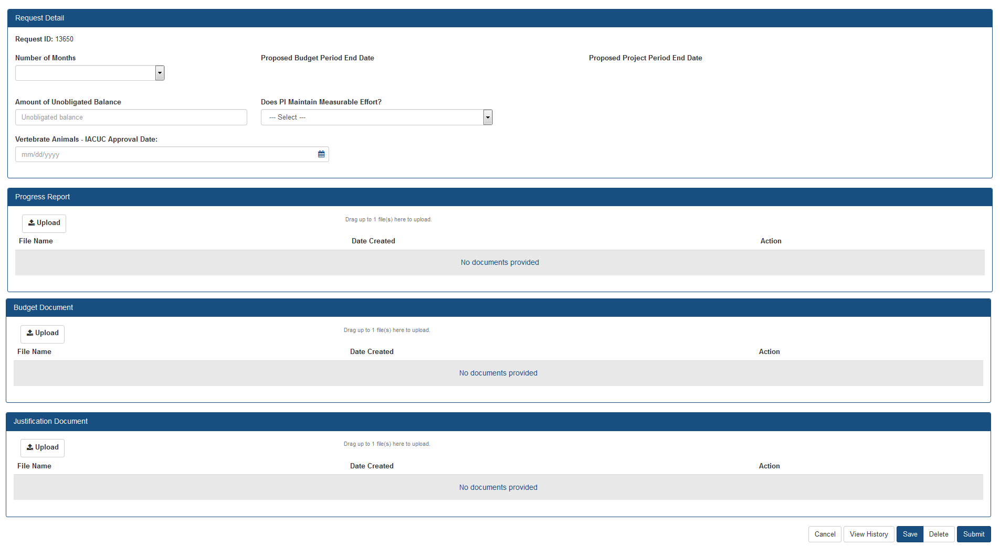 Request Detail
Request ID: 13650
Number of Months Proposed Budget Period End Date Proposed Project Period End Date
Amount of Unobligated Balance Does PI Maintain Measurable Effort?
Unobligated balance --- Select ---
Vertebrate Animals - IACUC Approval Date:
mm/dd/yyyy
Progress Report
Upload Drag up to 1 file(s) here to upload.
File Name Date Created Action
No documents provided
Budget Document
Upload Drag up to 1 file(s) here to upload.
File Name Date Created Action
No documents provided
Justification Document
Upload Drag up to 1 file(s) here to upload.
File Name Date Created Action
No documents provided
Cancel View History Save Delete Submit